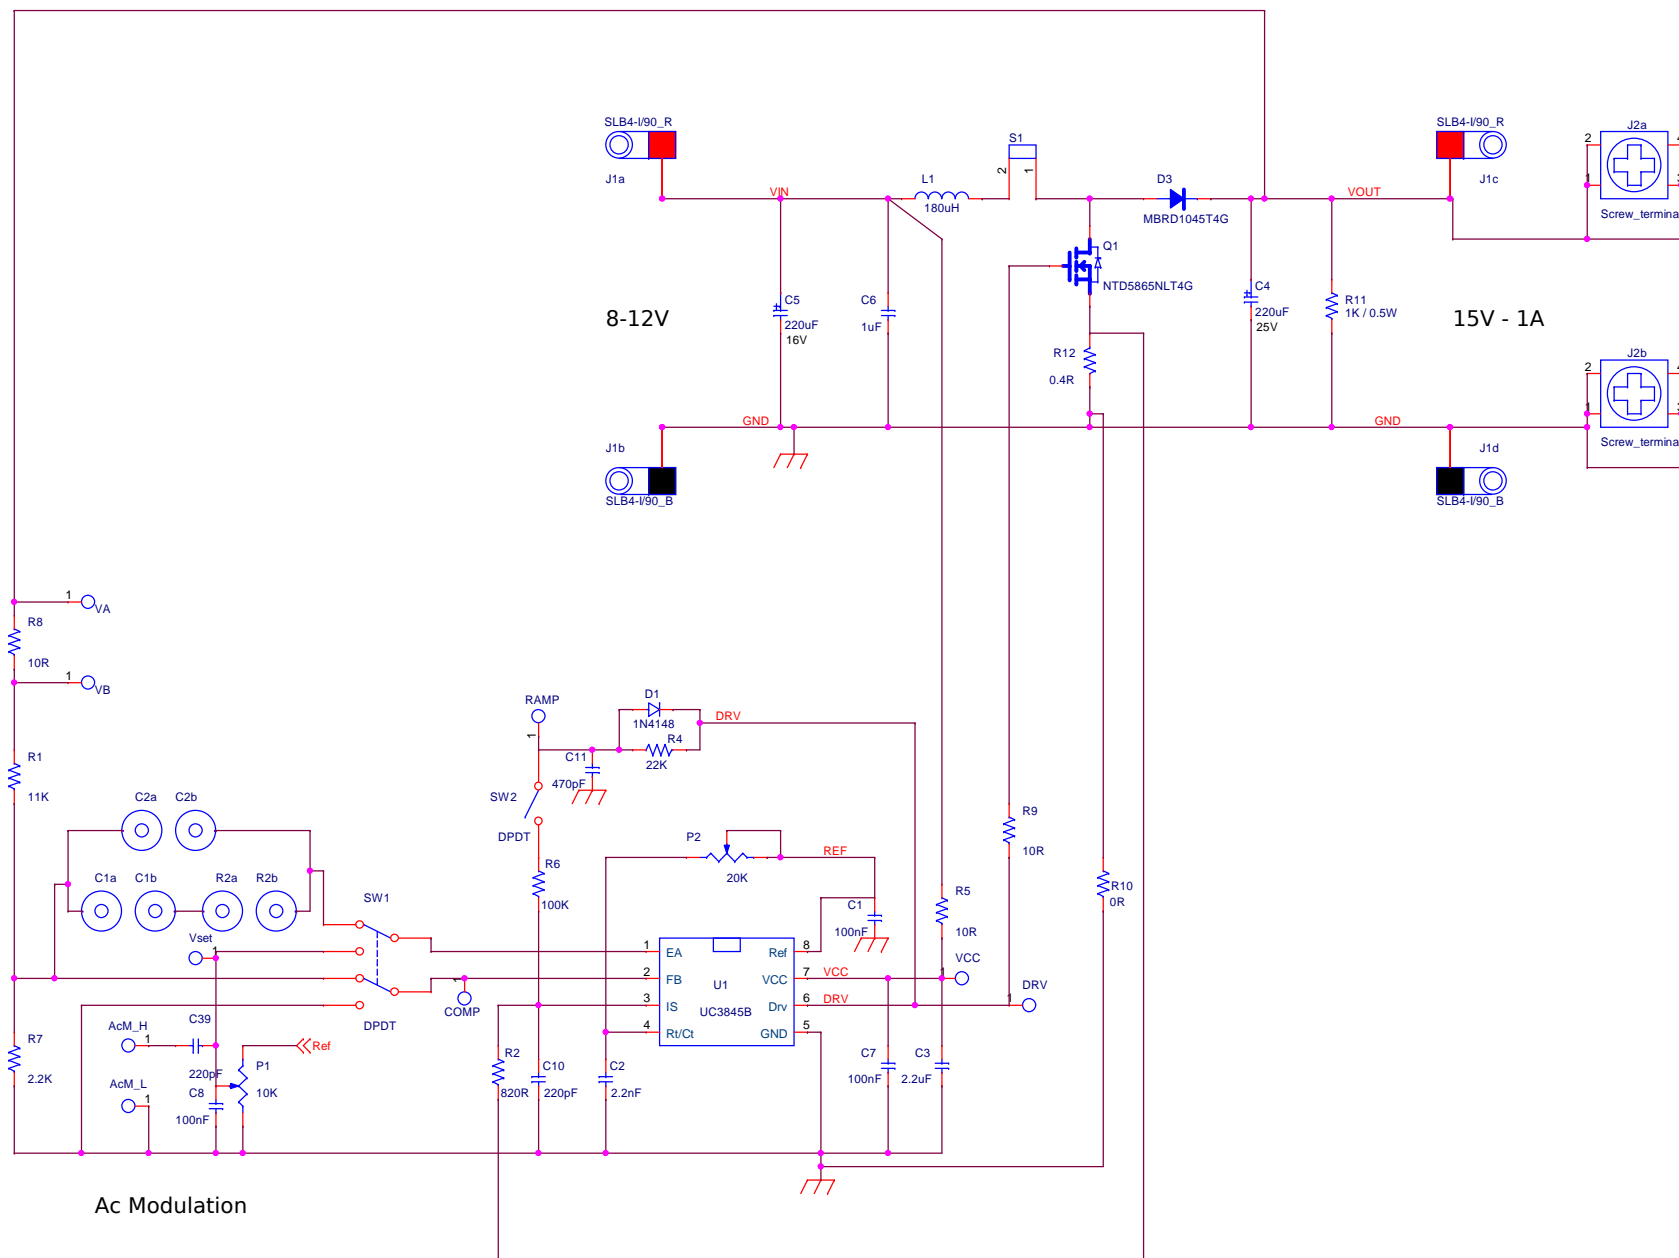 SLB4-I/90_R
J1a
VIN
L1
180uH
S1
2
1
D3
MBRD1045T4G
VOUT
SLB4-I/90_R
J1c
J2a
2
1
4
3
Screw_termina
Q1
NTD5865NLT4G
8-12V
C5
220uF
16V
C6
1uF
R12
0.4R
C4
220uF
25V
R11
1K / 0.5W
15V - 1A
J2b
2
1
4
3
Screw_termina
GND
GND
J1b
SLB4-I/90_B
J1d
SLB4-I/90_B
1
VA
R8
10R
1
VB
R1
11K
RAMP
1
D1
1N4148
DRV
R4
22K
C11
470pF
SW2
DPDT
R6
100K
P2
20K
REF
R9
10R
R10
0R
R5
10R
C1
100nF
C2a
C2b
C1a
C1b
R2a
R2b
SW1
Vset
1
DPDT
1
COMP
1
EA
2
FB
3
IS
4
Rt/Ct
U1
UC3845B
Ref
8
VCC
7
Drv
6
GND
5
VCC
DRV
1
VCC
1
DRV
R7
2.2K
AcM_H
1
C39
220pF
Ref
P1
10K
AcM_L
1
C8
100nF
R2
820R
C10
220pF
C2
2.2nF
C7
100nF
C3
2.2uF
Ac Modulation